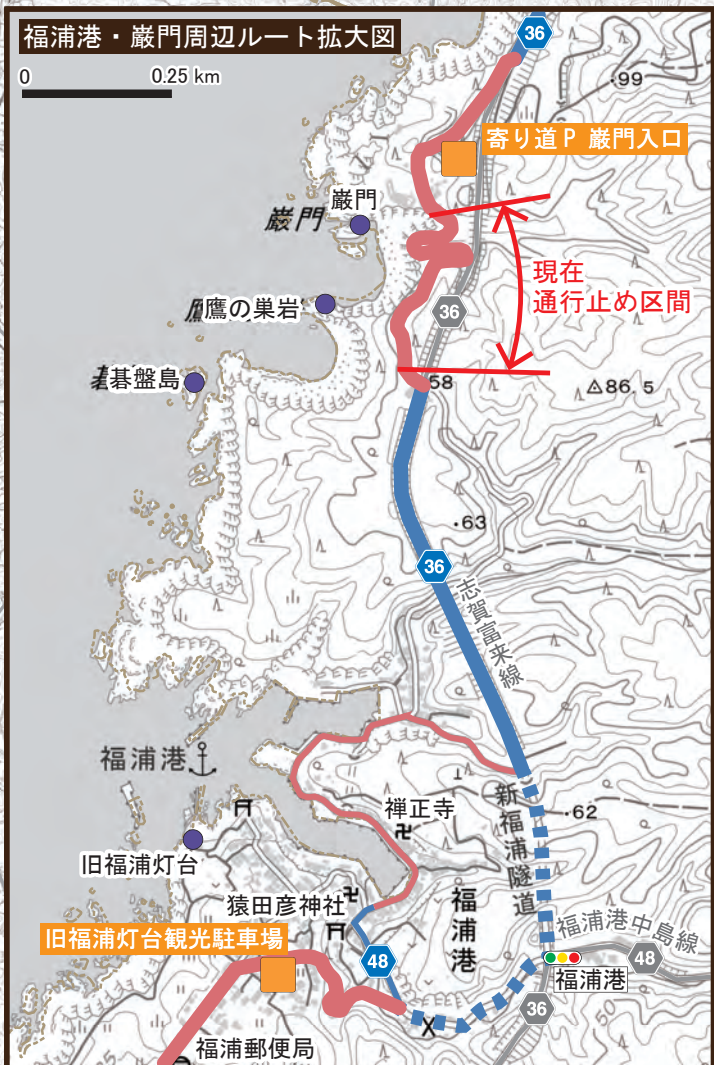 福浦港・巌門周辺ルート拡大図
0 0.25 km
36
・99
寄り道P 巌門入口
巌門
巌門
現在
通行止め区間
鷹の巣岩
36
碁盤島
58
△86.5
・63
36
志賀富来線
福浦港
禅正寺
・62
新福浦隧道
旧福浦灯台
猿田彦神社
福浦港
旧福浦灯台観光駐車場
48
福浦港中島線
48
福浦港
36
50
福浦郵便局